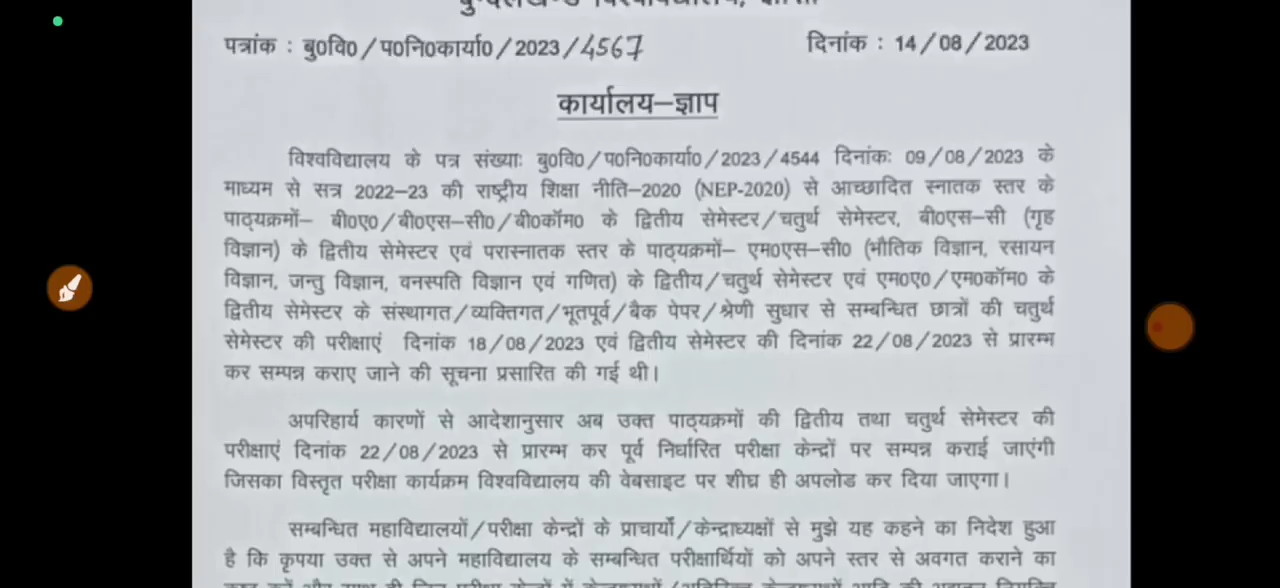 बुन्देलखण्ड विश्वविद्यालय, झाँसी
पत्रांक : बु0वि0/प0नि0कार्या0/2023/4567 दिनांक : 14/08/2023
कार्यालय–ज्ञाप
विश्वविद्यालय के पत्र संख्याः बु0वि0/प0नि0कार्या0/2023/4544 दिनांकः 09/08/2023 के
माध्यम से सत्र 2022–23 की राष्ट्रीय शिक्षा नीति–2020 (NEP-2020) से आच्छादित स्नातक स्तर के
पाठ्यक्रमों– बी0ए0/बी0एस–सी0/बी0कॉम0 के द्वितीय सेमेस्टर/चतुर्थ सेमेस्टर, बी0एस–सी (गृह
विज्ञान) के द्वितीय सेमेस्टर एवं परास्नातक स्तर के पाठ्यक्रमों– एम0एस–सी0 (भौतिक विज्ञान, रसायन
विज्ञान, जन्तु विज्ञान, वनस्पति विज्ञान एवं गणित) के द्वितीय/चतुर्थ सेमेस्टर एवं एम0ए0/एम0कॉम0 के
द्वितीय सेमेस्टर के संस्थागत/व्यक्तिगत/भूतपूर्व/बैक पेपर/श्रेणी सुधार से सम्बन्धित छात्रों की चतुर्थ
सेमेस्टर की परीक्षाएं दिनांक 18/08/2023 एवं द्वितीय सेमेस्टर की दिनांक 22/08/2023 से प्रारम्भ
कर सम्पन्न कराए जाने की सूचना प्रसारित की गई थी।
अपरिहार्य कारणों से आदेशानुसार अब उक्त पाठ्यक्रमों की द्वितीय तथा चतुर्थ सेमेस्टर की
परीक्षाएं दिनांक 22/08/2023 से प्रारम्भ कर पूर्व निर्धारित परीक्षा केन्द्रों पर सम्पन्न कराई जाएंगी
जिसका विस्तृत परीक्षा कार्यक्रम विश्वविद्यालय की वेबसाइट पर शीघ्र ही अपलोड कर दिया जाएगा।
सम्बन्धित महाविद्यालयों/परीक्षा केन्द्रों के प्राचार्यों/केन्द्राध्यक्षों से मुझे यह कहने का निदेश हुआ
है कि कृपया उक्त से अपने महाविद्यालय के सम्बन्धित परीक्षार्थियों को अपने स्तर से अवगत कराने का